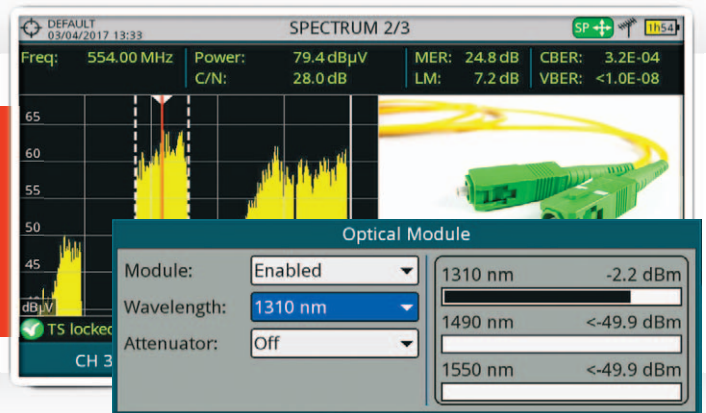 DEFAULT
03/04/2017 13:33
SPECTRUM 2/3
SP
1h54
Freq: 554.00 MHz
Power: 79.4 dBµV
MER: 24.8 dB
CBER: 3.2E-04
C/N: 28.0 dB
LM: 7.2 dB
VBER: <1.0E-08
65
60
55
50
45
dBµV
TS locked
CH 3
Optical Module
Module: Enabled
Wavelength: 1310 nm
Attenuator: Off
1310 nm -2.2 dBm
1490 nm <-49.9 dBm
1550 nm <-49.9 dBm